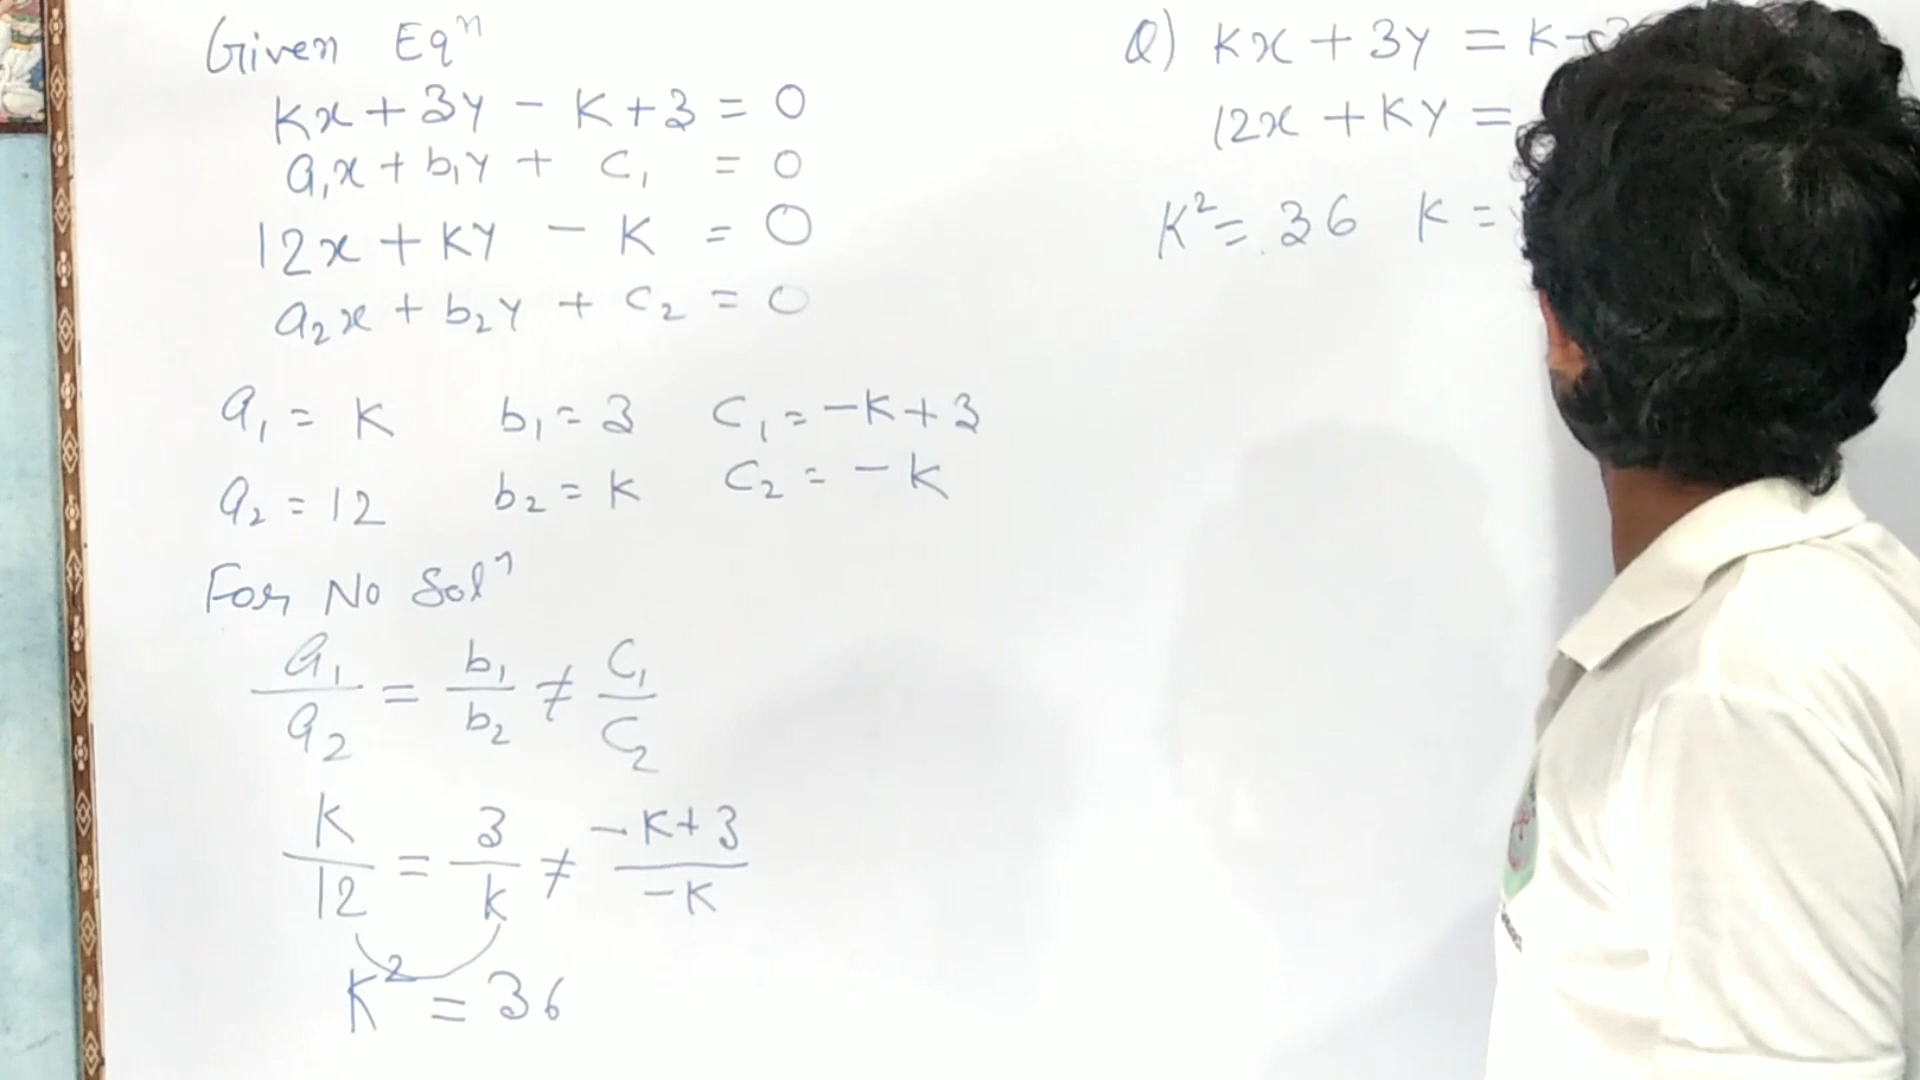 Given Eqⁿ
Kx + 3y - K + 3 = 0
a₁x + b₁y + c₁ = 0
12x + Ky - K = 0
a₂x + b₂y + c₂ = 0
a₁ = K b₁ = 3 c₁ = -K + 3
a₂ = 12 b₂ = K c₂ = -K
For No Solⁿ
a₁/a₂ = b₁/b₂ ≠ c₁/c₂
K/12 = 3/K ≠ -K+3/-K
K² = 36
Q) Kx + 3y = K -
12x + Ky =
K² = 36 K =